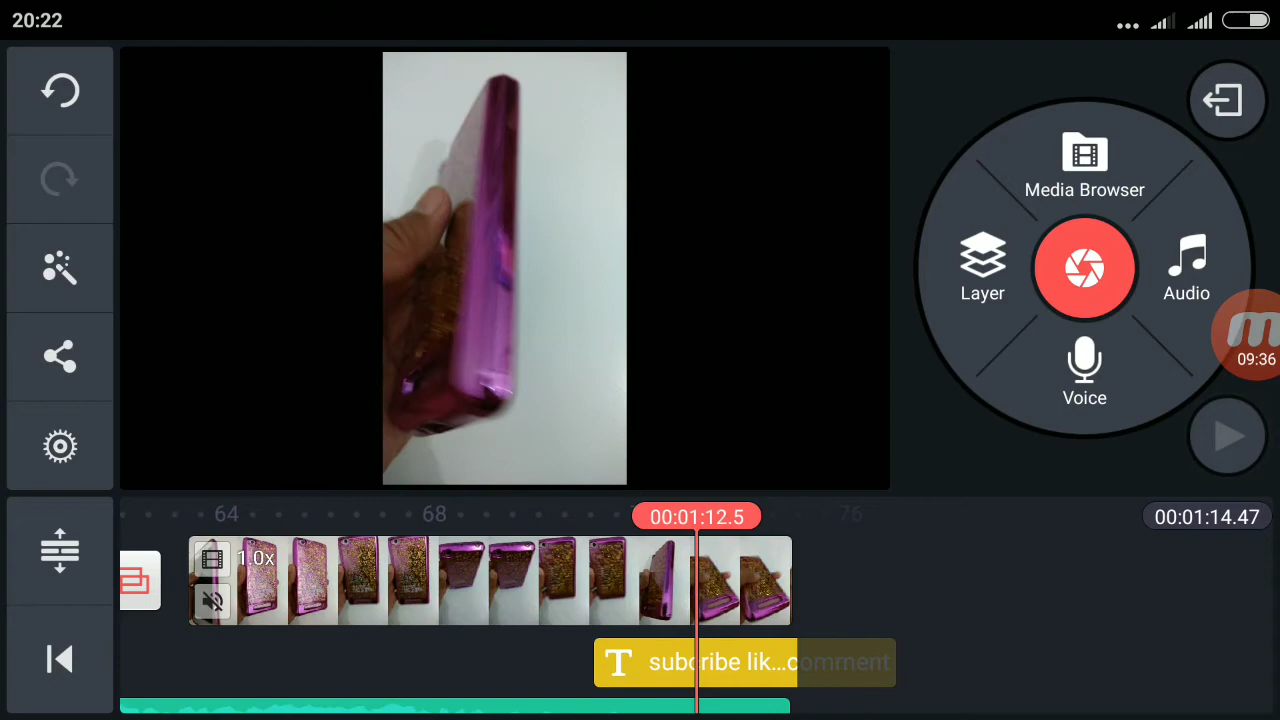 20:22
Media Browser
Layer
Audio
m
09:36
Voice
64
68
00:01:12.5
76
00:01:14.47
1.0x
T subcribe lik...comment